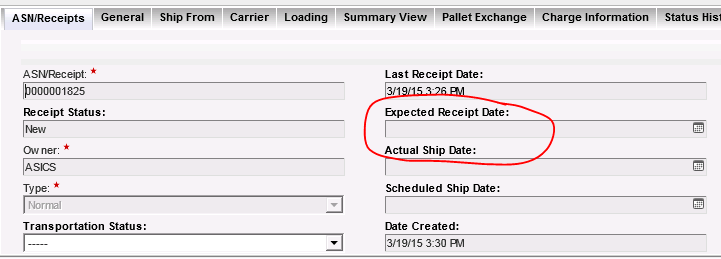 ASN/Receipts General Ship From Carrier Loading Summary View Pallet Exchange Charge Information Status His
ASN/Receipt: * Last Receipt Date:
0000001825 3/19/15 3:26 PM
Receipt Status: Expected Receipt Date:
New
Owner: * Actual Ship Date:
ASICS
Type: * Scheduled Ship Date:
Normal
Transportation Status: Date Created:
----- 3/19/15 3:30 PM